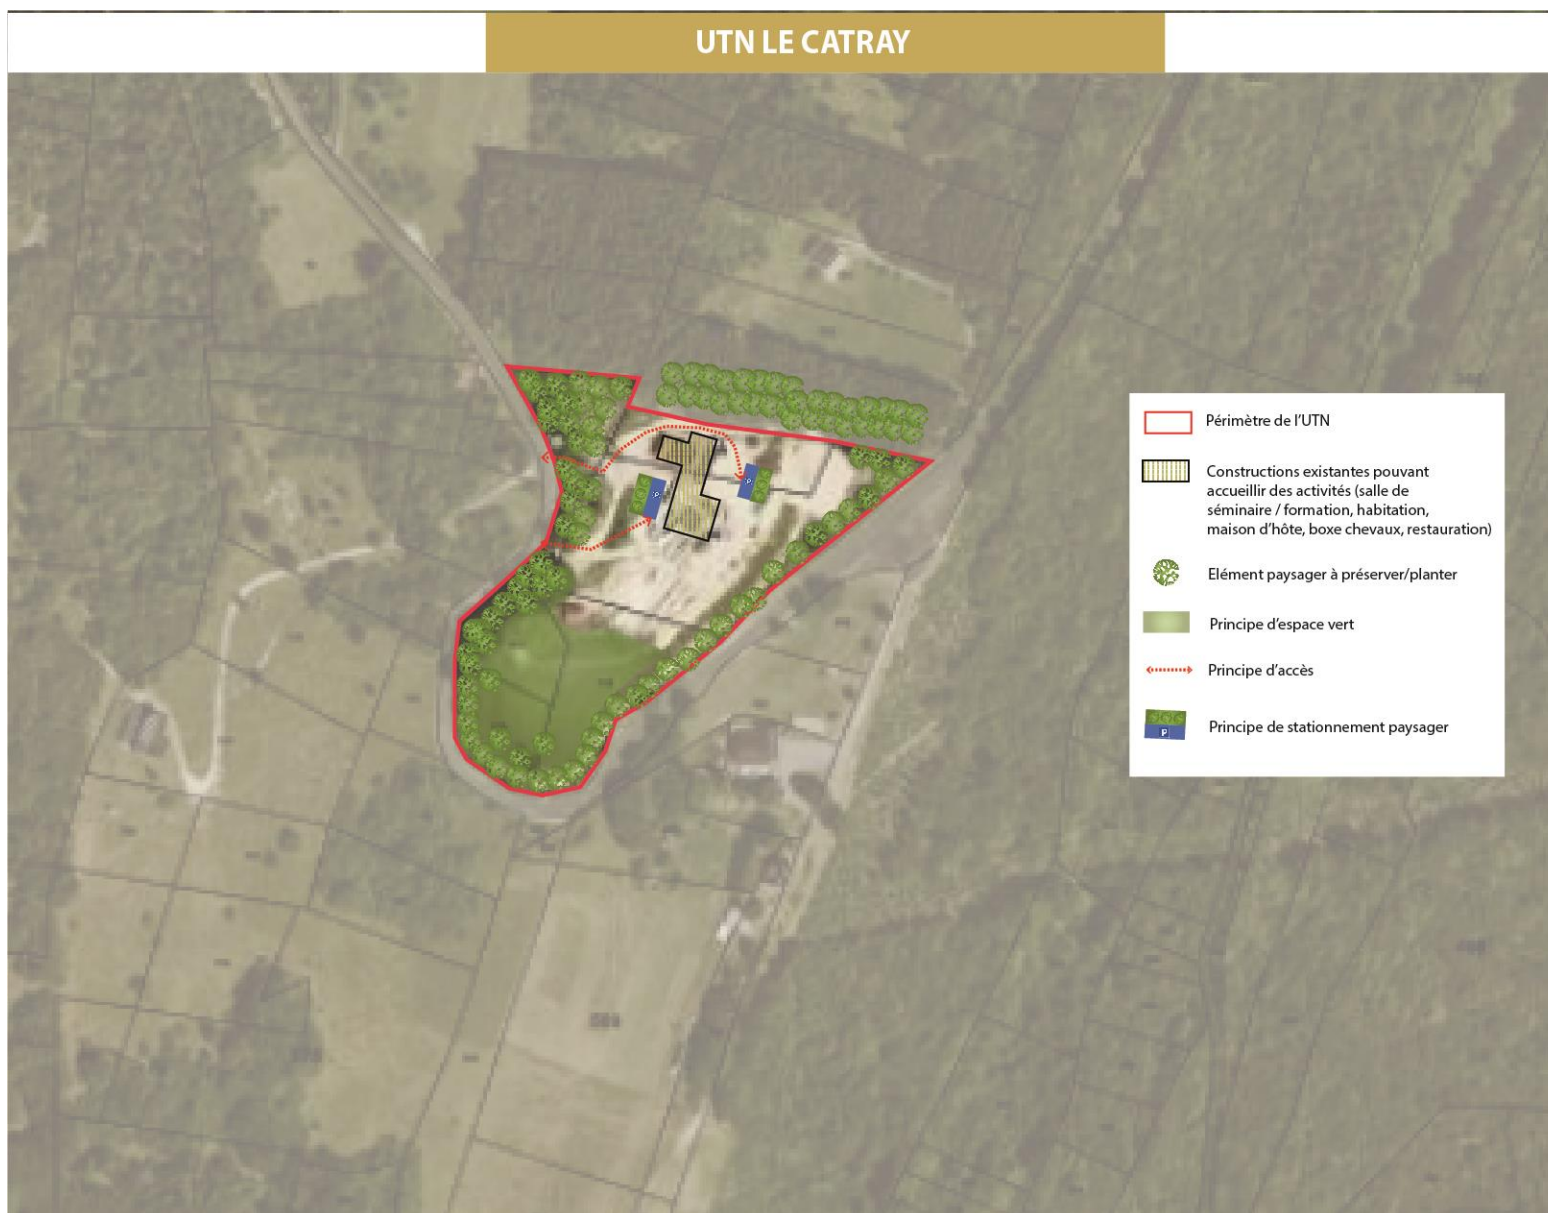 UTN LE CATRAY
Périmètre de l'UTN
Constructions existantes pouvant
accueillir des activités (salle de
séminaire / formation, habitation,
maison d'hôte, boxe chevaux, restauration)
Elément paysager à préserver/planter
Principe d'espace vert
Principe d'accès
P
Principe de stationnement paysager
P
P